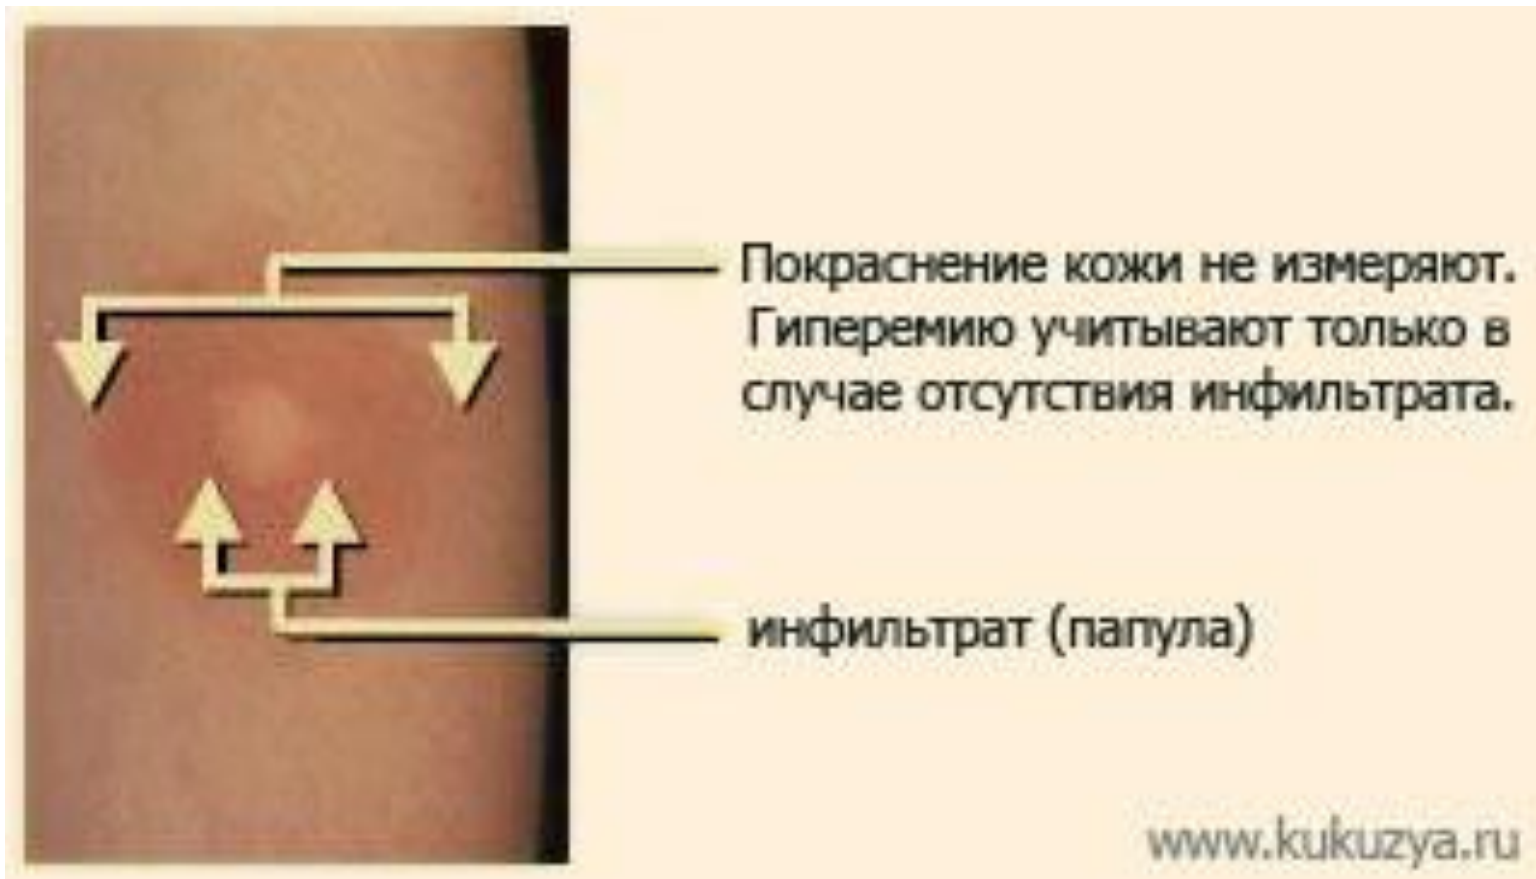 Покраснение кожи не измеряют.
Гиперемию учитывают только в
случае отсутствия инфильтрата.
инфильтрат (папула)
www.kukuzya.ru